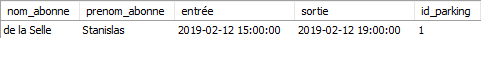 nom_abonne prenom_abonne entrée sortie id_parking
de la Selle Stanislas 2019-02-12 15:00:00 2019-02-12 19:00:00 1